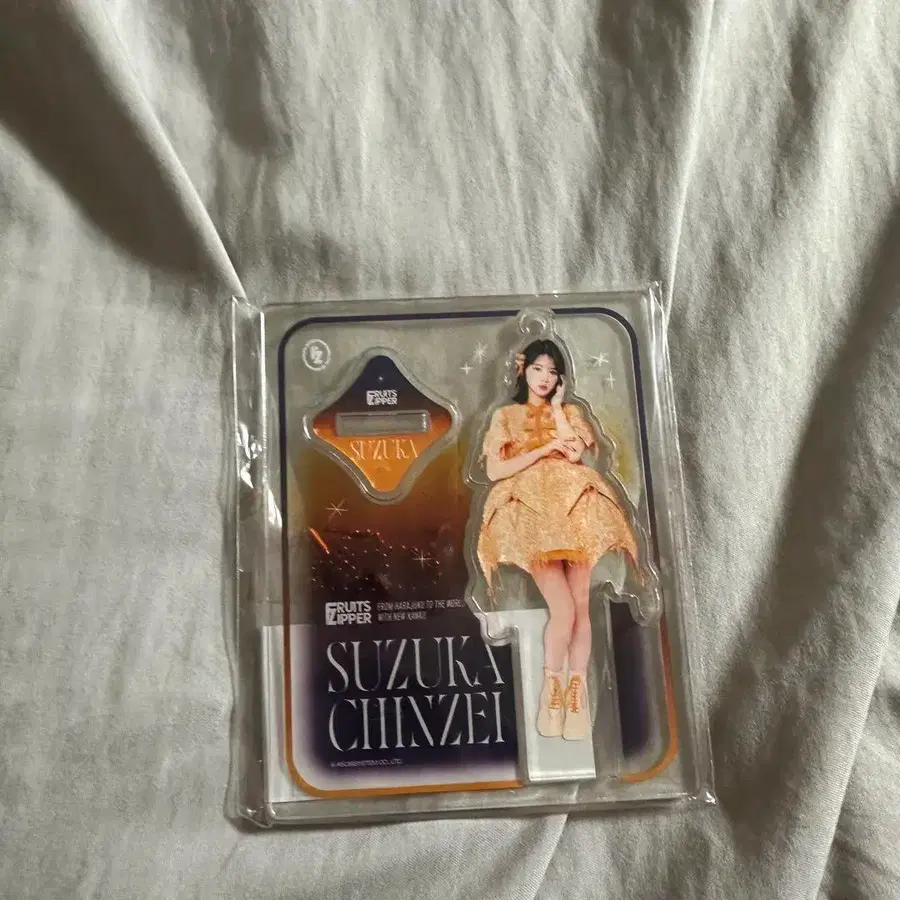 FZ
FRUITS
ZIPPER
SUZUKA
FRUITS
ZIPPER
FROM HARAJUKU TO THE WORLD
WITH NEW KAWAII
SUZUKA
CHINZEI